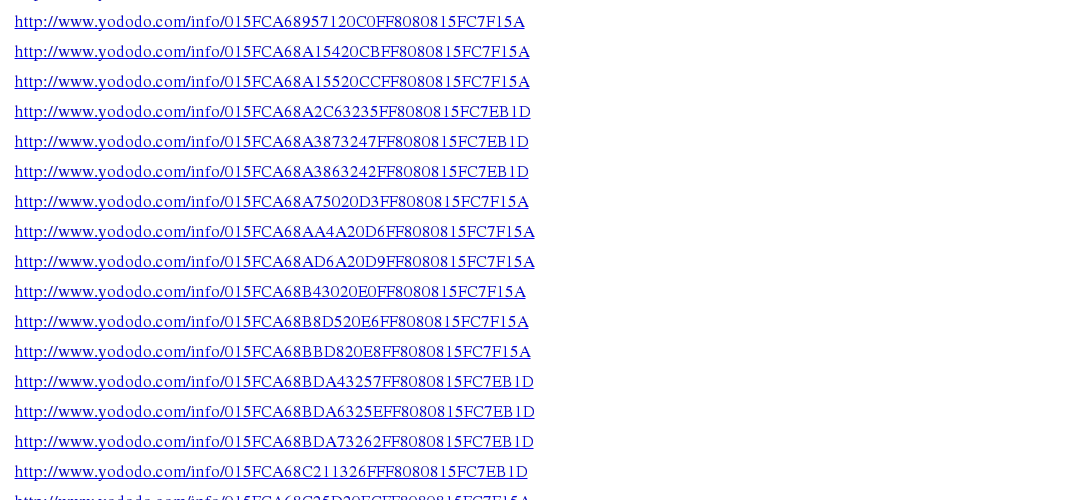 http://www.yododo.com/info/015FCA68957120C0FF8080815FC7F15A
http://www.yododo.com/info/015FCA68A15420CBFF8080815FC7F15A
http://www.yododo.com/info/015FCA68A15520CCFF8080815FC7F15A
http://www.yododo.com/info/015FCA68A2C63235FF8080815FC7EB1D
http://www.yododo.com/info/015FCA68A3873247FF8080815FC7EB1D
http://www.yododo.com/info/015FCA68A3863242FF8080815FC7EB1D
http://www.yododo.com/info/015FCA68A75020D3FF8080815FC7F15A
http://www.yododo.com/info/015FCA68AA4A20D6FF8080815FC7F15A
http://www.yododo.com/info/015FCA68AD6A20D9FF8080815FC7F15A
http://www.yododo.com/info/015FCA68B43020E0FF8080815FC7F15A
http://www.yododo.com/info/015FCA68B8D520E6FF8080815FC7F15A
http://www.yododo.com/info/015FCA68BBD820E8FF8080815FC7F15A
http://www.yododo.com/info/015FCA68BDA43257FF8080815FC7EB1D
http://www.yododo.com/info/015FCA68BDA6325EFF8080815FC7EB1D
http://www.yododo.com/info/015FCA68BDA73262FF8080815FC7EB1D
http://www.yododo.com/info/015FCA68C211326FFF8080815FC7EB1D